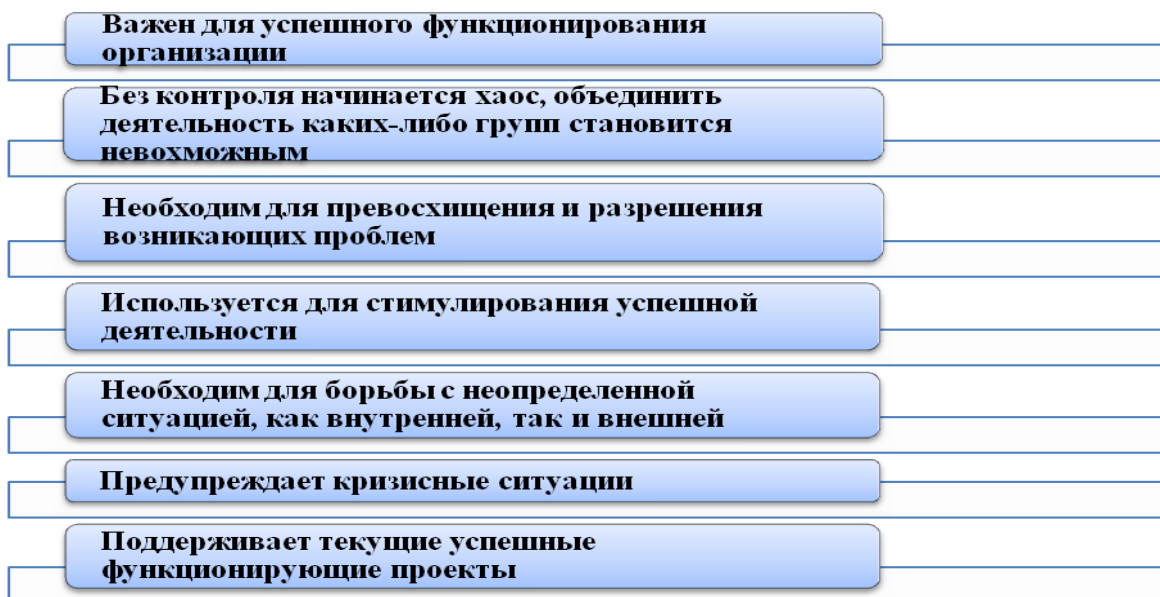 Важен для успешного функционирования
организации
Без контроля начинается хаос, объединить
деятельность каких-либо групп становится
невохможным
Необходим для превосхищения и разрешения
возникающих проблем
Используется для стимулирования успешной
деятельности
Необходим для борьбы с неопределенной
ситуацией, как внутренней, так и внешней
Предупреждает кризисные ситуации
Поддерживает текущие успешные
функционирующие проекты